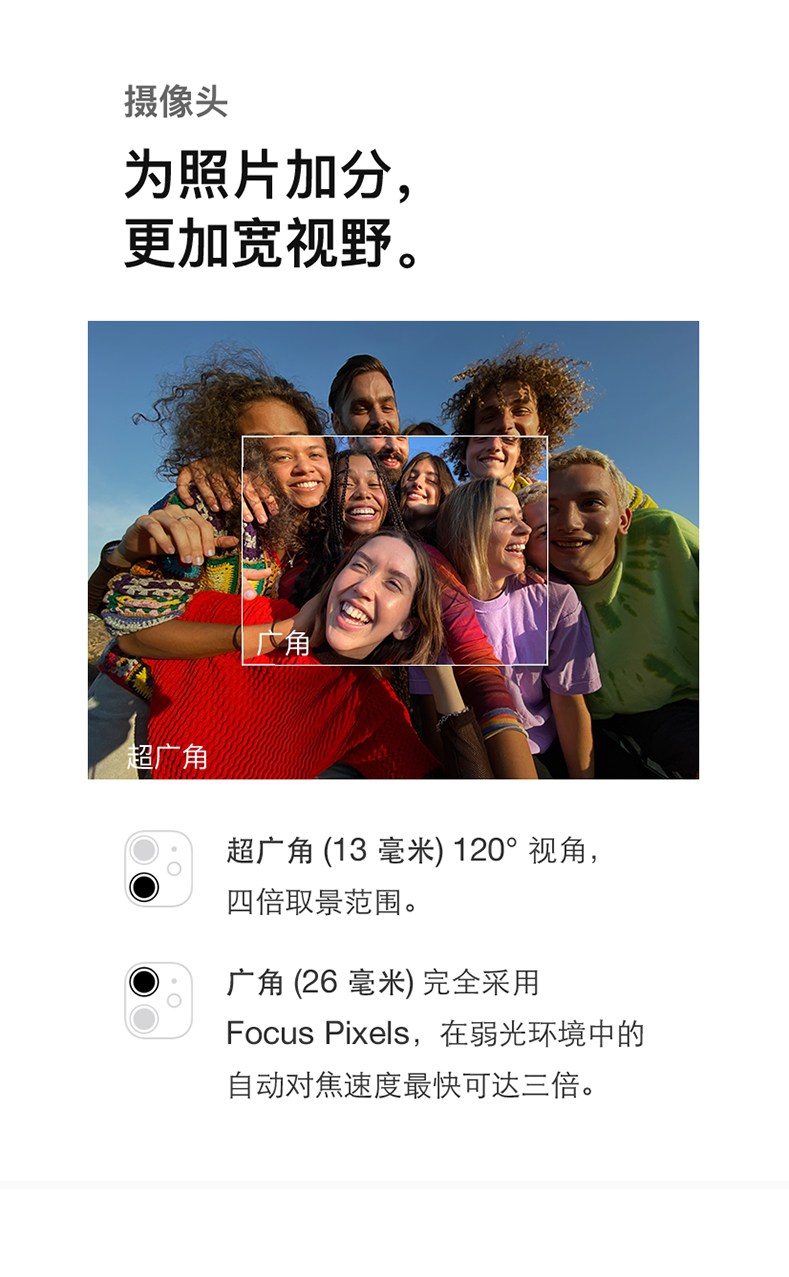 摄像头
为照片加分，
更加宽视野。
广角
超广角
超广角 (13 毫米) 120° 视角，
四倍取景范围。
广角 (26 毫米) 完全采用
Focus Pixels，在弱光环境中的
自动对焦速度最快可达三倍。